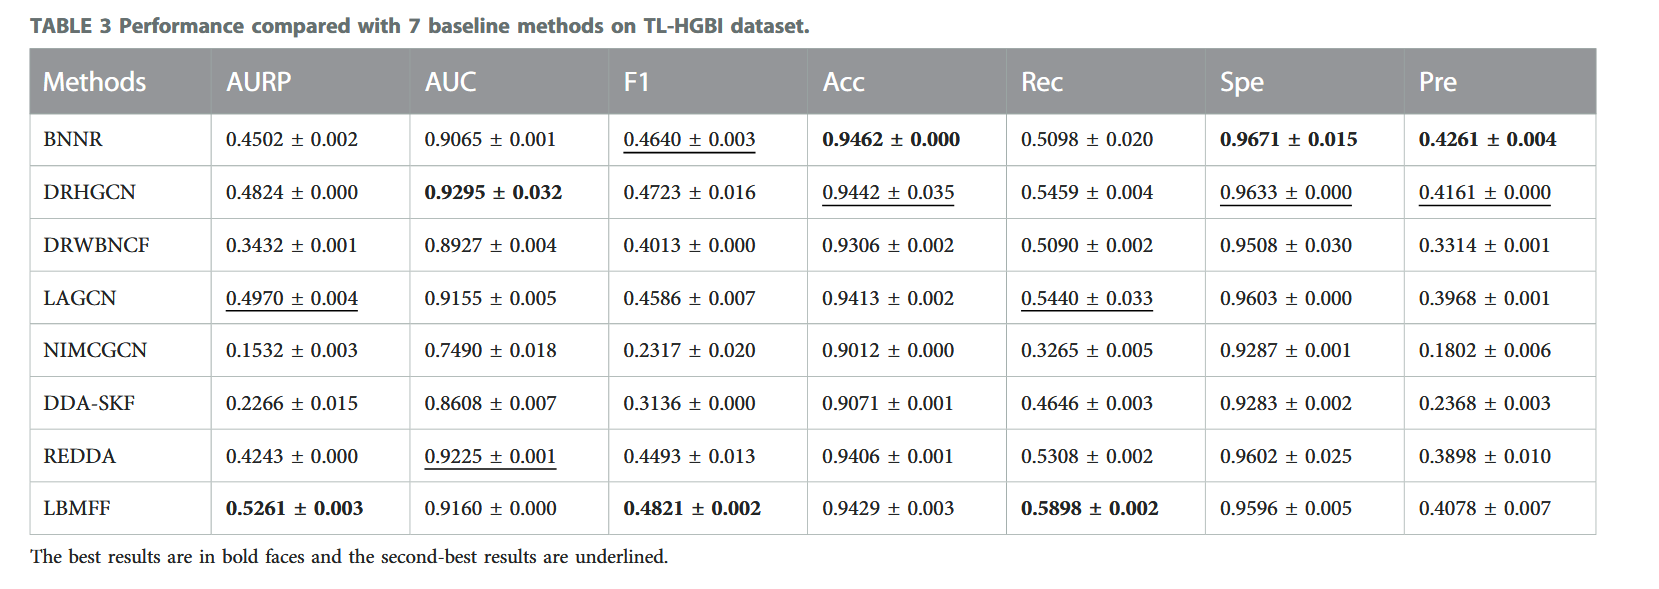 TABLE 3 Performance compared with 7 baseline methods on TL-HGBI dataset.
Methods AURP AUC F1 Acc Rec Spe Pre
BNNR 0.4502 ± 0.002 0.9065 ± 0.001 0.4640 ± 0.003 0.9462 ± 0.000 0.5098 ± 0.020 0.9671 ± 0.015 0.4261 ± 0.004
DRHGCN 0.4824 ± 0.000 0.9295 ± 0.032 0.4723 ± 0.016 0.9442 ± 0.035 0.5459 ± 0.004 0.9633 ± 0.000 0.4161 ± 0.000
DRWBNCF 0.3432 ± 0.001 0.8927 ± 0.004 0.4013 ± 0.000 0.9306 ± 0.002 0.5090 ± 0.002 0.9508 ± 0.030 0.3314 ± 0.001
LAGCN 0.4970 ± 0.004 0.9155 ± 0.005 0.4586 ± 0.007 0.9413 ± 0.002 0.5440 ± 0.033 0.9603 ± 0.000 0.3968 ± 0.001
NIMCGCN 0.1532 ± 0.003 0.7490 ± 0.018 0.2317 ± 0.020 0.9012 ± 0.000 0.3265 ± 0.005 0.9287 ± 0.001 0.1802 ± 0.006
DDA-SKF 0.2266 ± 0.015 0.8608 ± 0.007 0.3136 ± 0.000 0.9071 ± 0.001 0.4646 ± 0.003 0.9283 ± 0.002 0.2368 ± 0.003
REDDA 0.4243 ± 0.000 0.9225 ± 0.001 0.4493 ± 0.013 0.9406 ± 0.001 0.5308 ± 0.002 0.9602 ± 0.025 0.3898 ± 0.010
LBMFF 0.5261 ± 0.003 0.9160 ± 0.000 0.4821 ± 0.002 0.9429 ± 0.003 0.5898 ± 0.002 0.9596 ± 0.005 0.4078 ± 0.007
The best results are in bold faces and the second-best results are underlined.